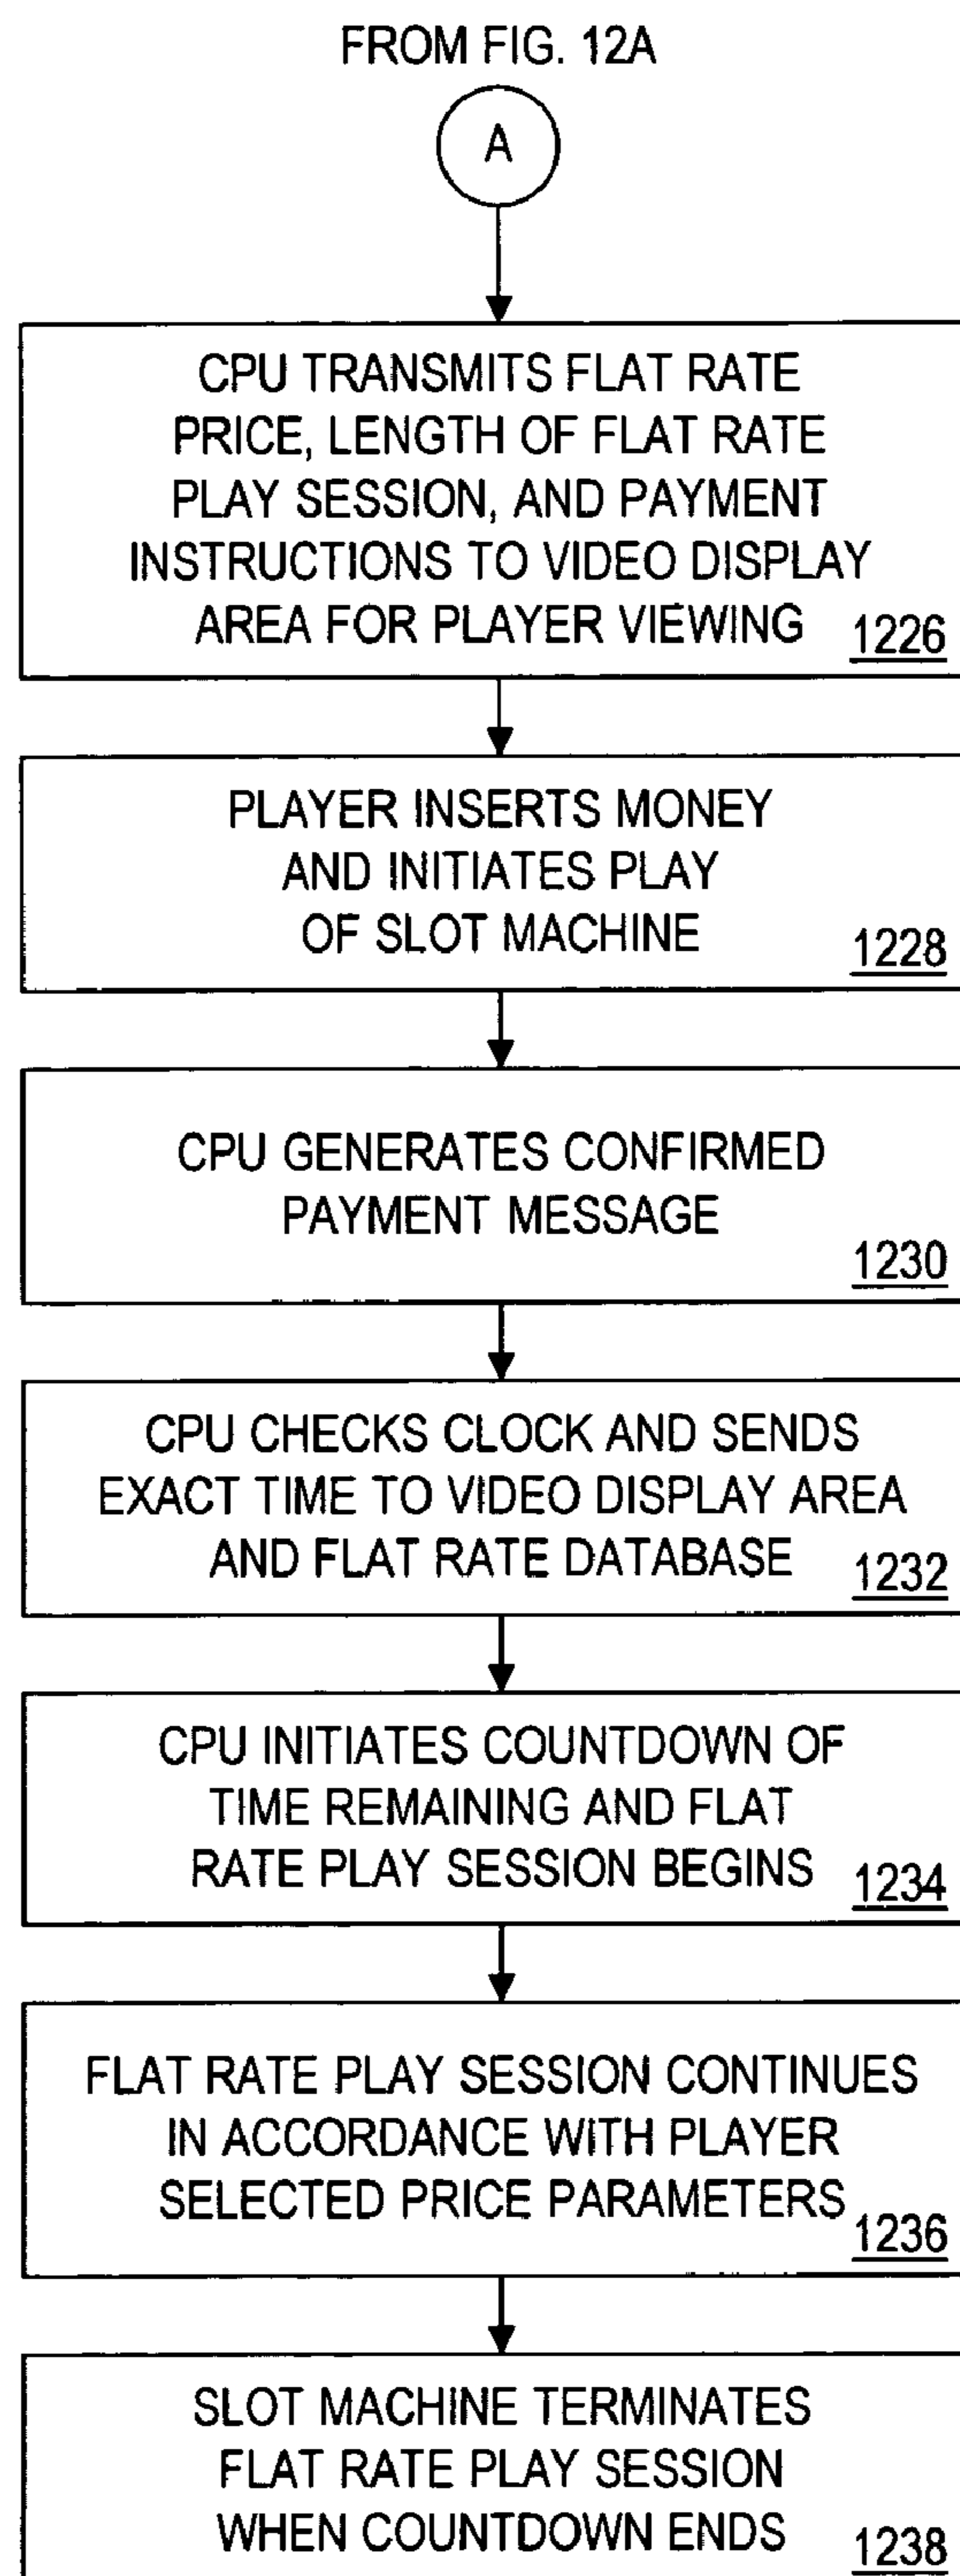 FROM FIG. 12A
A
CPU TRANSMITS FLAT RATE
PRICE, LENGTH OF FLAT RATE
PLAY SESSION, AND PAYMENT
INSTRUCTIONS TO VIDEO DISPLAY
AREA FOR PLAYER VIEWING 1226
PLAYER INSERTS MONEY
AND INITIATES PLAY
OF SLOT MACHINE 1228
CPU GENERATES CONFIRMED
PAYMENT MESSAGE
1230
CPU CHECKS CLOCK AND SENDS
EXACT TIME TO VIDEO DISPLAY AREA
AND FLAT RATE DATABASE 1232
CPU INITIATES COUNTDOWN OF
TIME REMAINING AND FLAT
RATE PLAY SESSION BEGINS 1234
FLAT RATE PLAY SESSION CONTINUES
IN ACCORDANCE WITH PLAYER
SELECTED PRICE PARAMETERS
1236
SLOT MACHINE TERMINATES
FLAT RATE PLAY SESSION
WHEN COUNTDOWN ENDS 1238